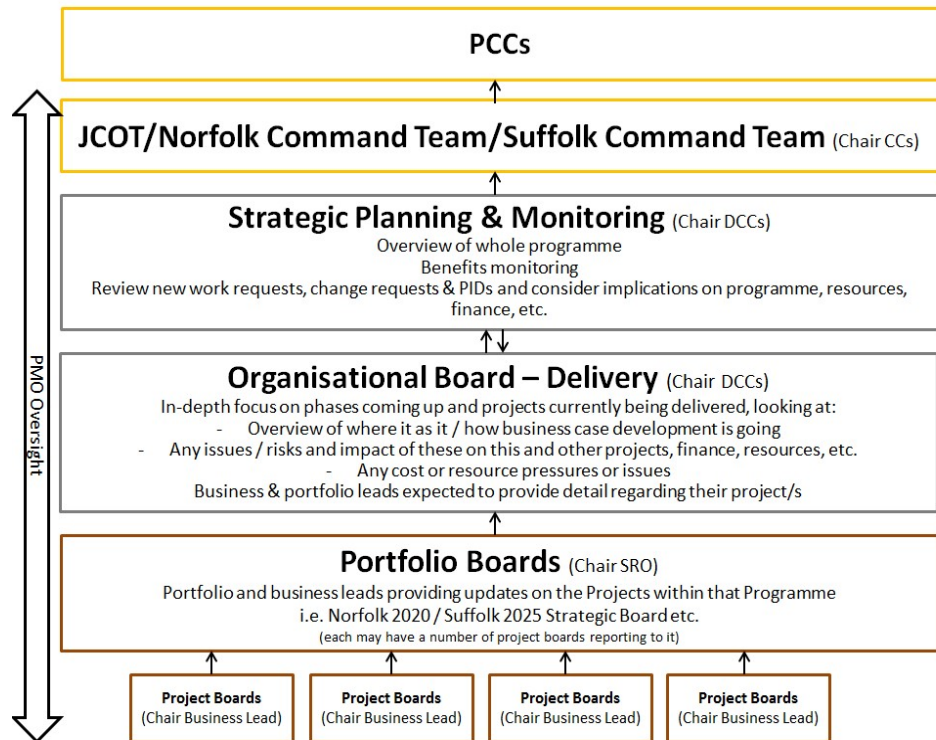 PCCs
JCOT/Norfolk Command Team/Suffolk Command Team (Chair CCs)
Strategic Planning & Monitoring (Chair DCCs)
Overview of whole programme
Benefits monitoring
Review new work requests, change requests & PIDs and consider implications on programme, resources,
finance, etc.
PMO Oversight
Organisational Board – Delivery (Chair DCCs)
In-depth focus on phases coming up and projects currently being delivered, looking at:
- Overview of where it as it / how business case development is going
- Any issues / risks and impact of these on this and other projects, finance, resources, etc.
- Any cost or resource pressures or issues
Business & portfolio leads expected to provide detail regarding their project/s
Portfolio Boards (Chair SRO)
Portfolio and business leads providing updates on the Projects within that Programme
i.e. Norfolk 2020 / Suffolk 2025 Strategic Board etc.
(each may have a number of project boards reporting to it)
Project Boards
(Chair Business Lead)
Project Boards
(Chair Business Lead)
Project Boards
(Chair Business Lead)
Project Boards
(Chair Business Lead)